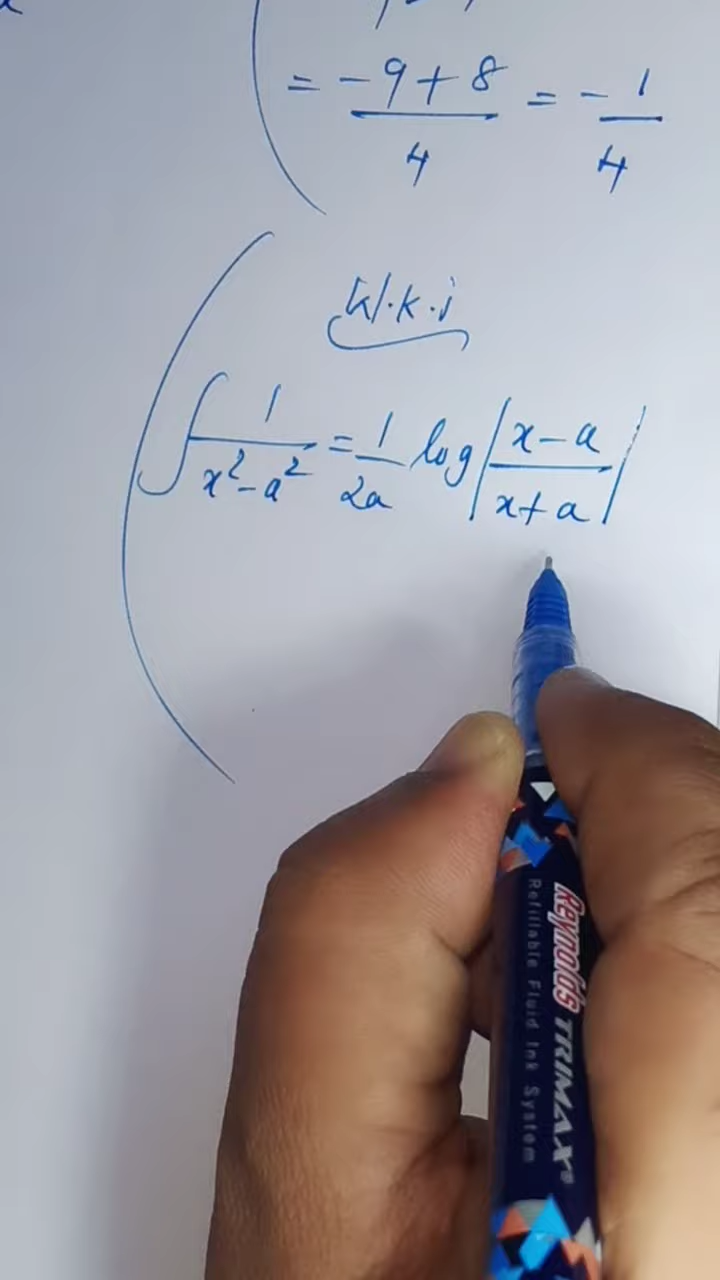 = -9+8/4 = -1/4
W.K.i
∫ 1/x²-a² = 1/2a log |x-a/x+a|
Reynolds TRIMAX®
Refillable Fluid Ink System